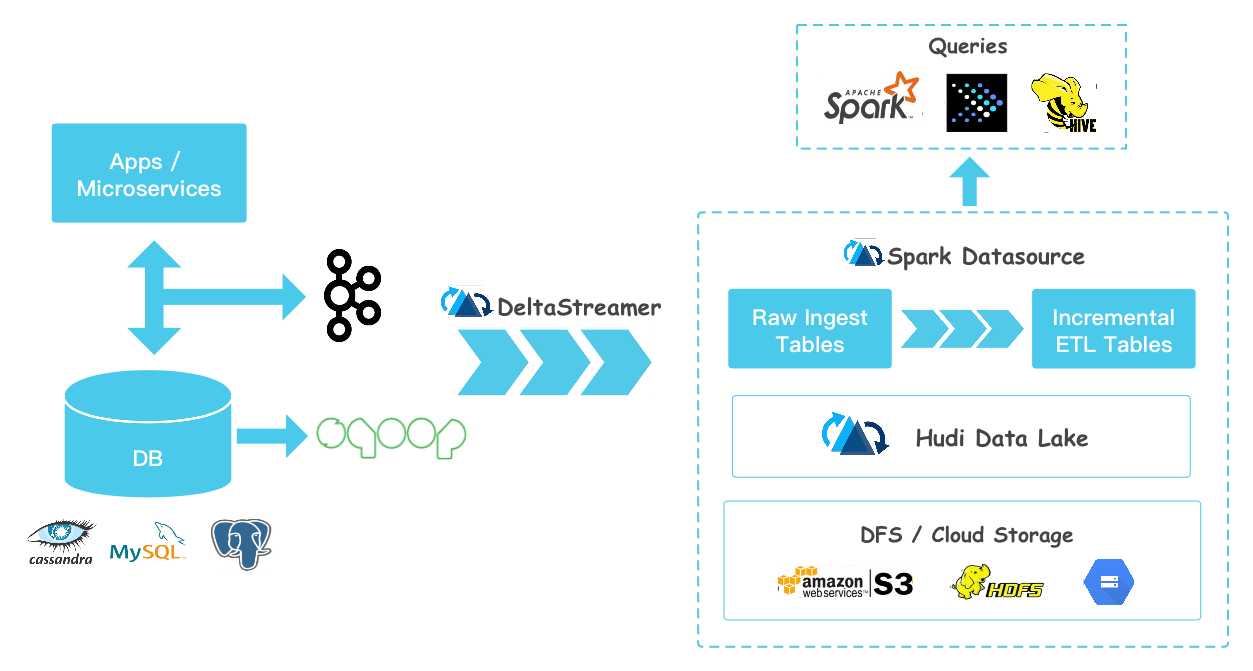 Queries
APACHE
Spark
HIVE
Apps /
Microservices
Spark Datasource
DeltaStreamer
Raw Ingest
Tables
Incremental
ETL Tables
sqoop
Hudi Data Lake
DB
cassandra
MySQL
DFS / Cloud Storage
amazon
web services™
S3
HDFS